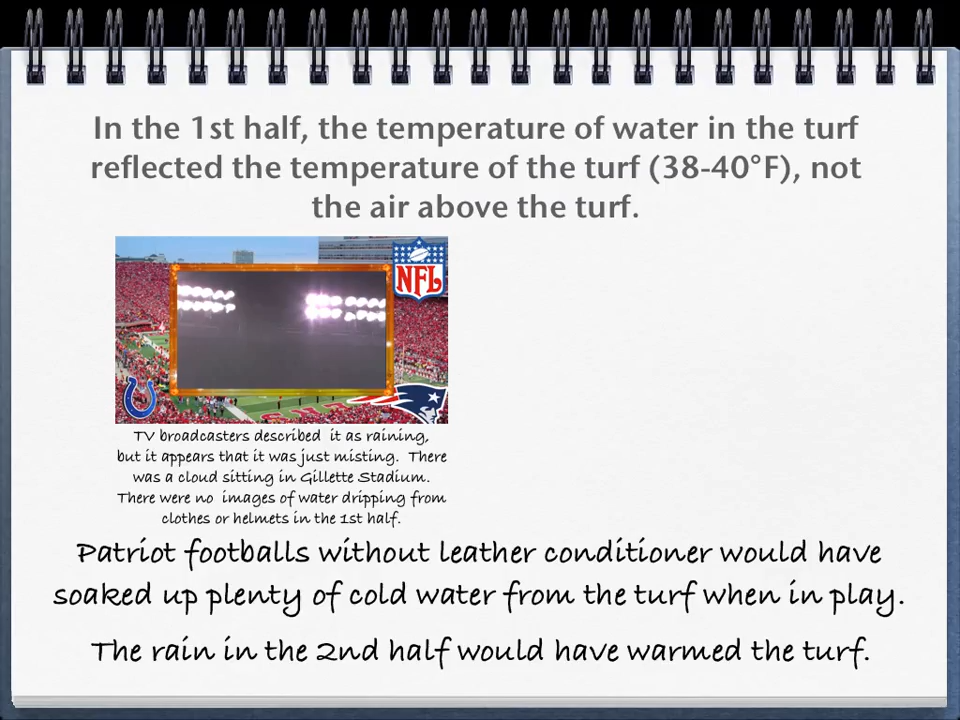 In the 1st half, the temperature of water in the turf
reflected the temperature of the turf (38-40°F), not
the air above the turf.
NFL
TV broadcasters described it as raining,
but it appears that it was just misting. There
was a cloud sitting in Gillette Stadium.
There were no images of water dripping from
clothes or helmets in the 1st half.
Patriot footballs without leather conditioner would have
soaked up plenty of cold water from the turf when in play.
The rain in the 2nd half would have warmed the turf.